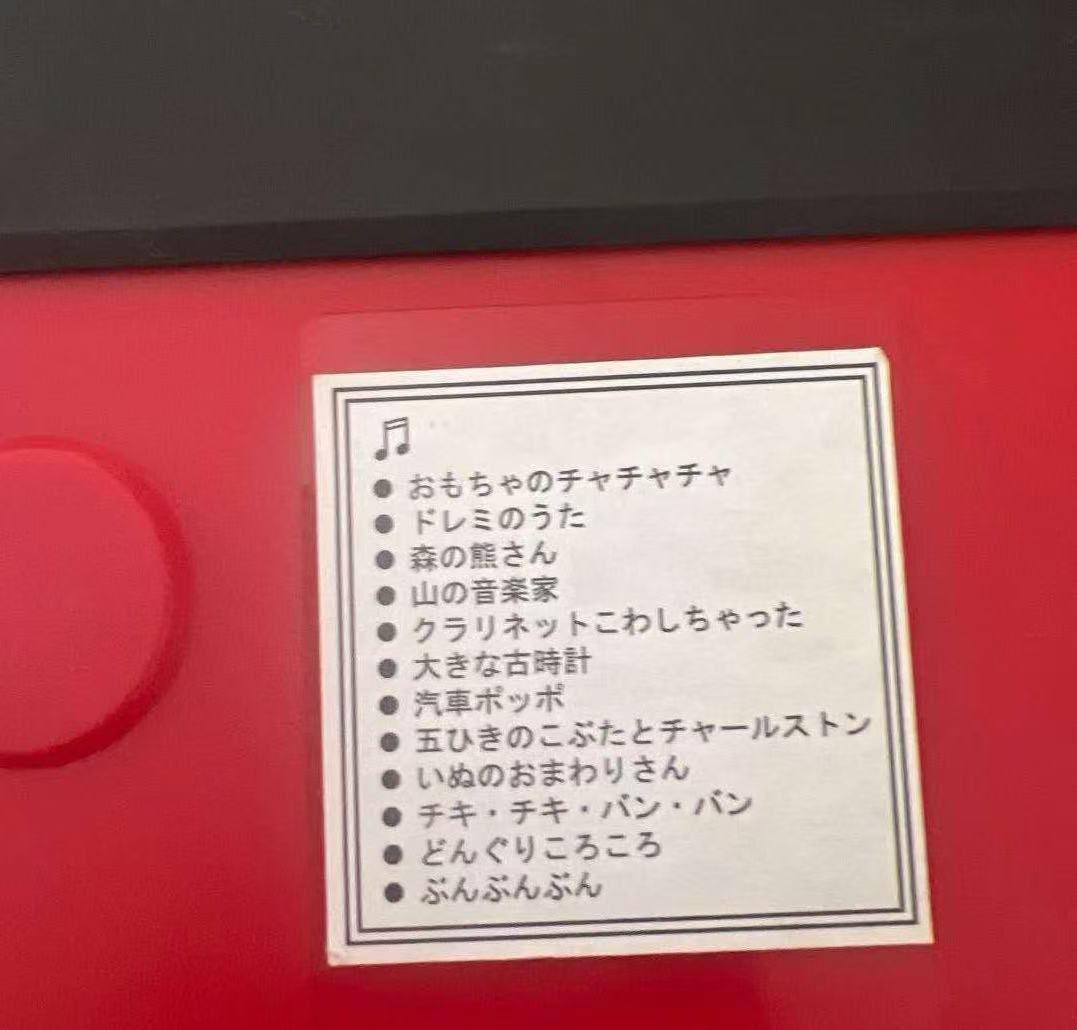 ● おもちゃのチャチャチャ
● ドレミのうた
● 森の熊さん
● 山の音楽家
● クラリネットこわしちゃった
● 大きな古時計
● 汽車ポッポ
● 五ひきのこぶたとチャールストン
● いぬのおまわりさん
● チキ・チキ・バン・バン
● どんぐりころころ
● ぶんぶんぶん